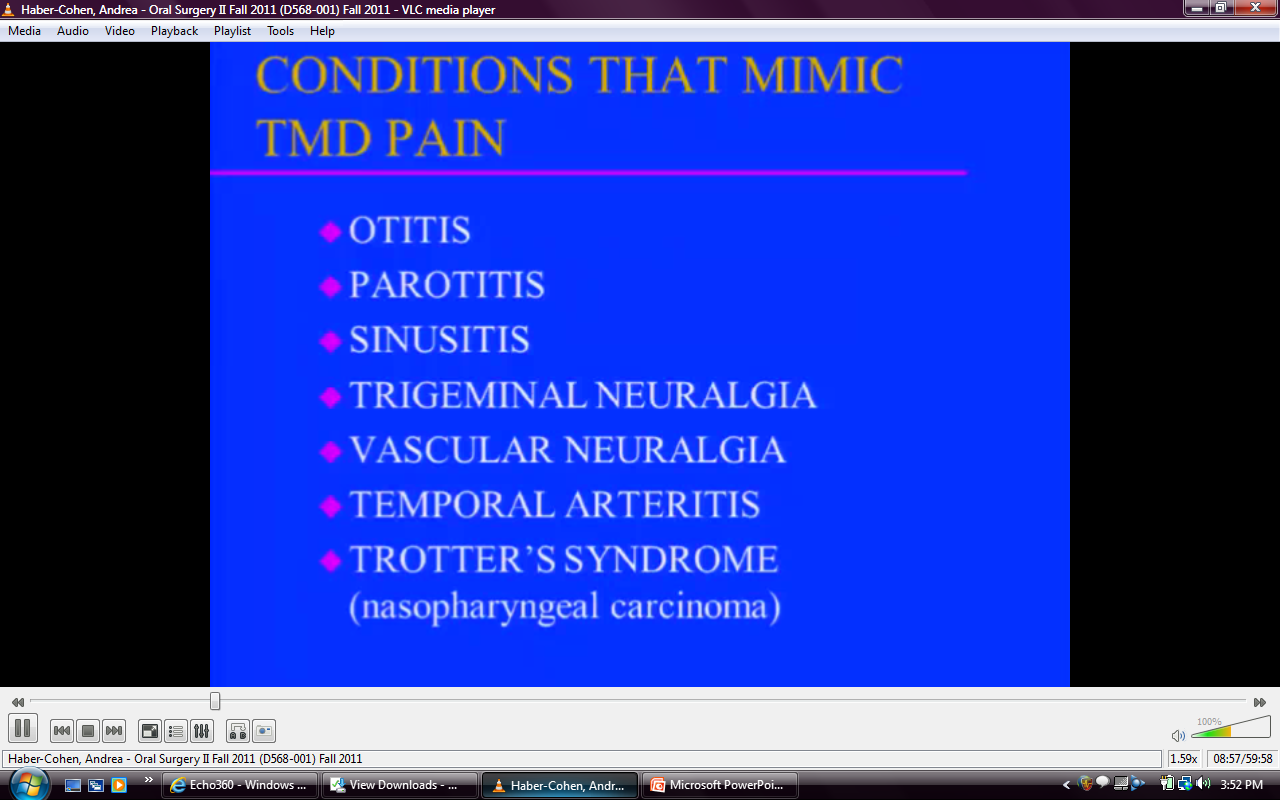 Haber-Cohen, Andrea - Oral Surgery II Fall 2011 (D568-001) Fall 2011 - VLC media player
Media Audio Video Playback Playlist Tools Help
CONDITIONS THAT MIMIC
TMD PAIN
OTITIS
PAROTITIS
SINUSITIS
TRIGEMINAL NEURALGIA
VASCULAR NEURALGIA
TEMPORAL ARTERITIS
TROTTER'S SYNDROME
(nasopharyngeal carcinoma)
100%
Haber-Cohen, Andrea - Oral Surgery II Fall 2011 (D568-001) Fall 2011 1.59x 08:57/59:58
Echo360 - Windows ... View Downloads - ... Haber-Cohen, Andr... Microsoft PowerPoi... 3:52 PM